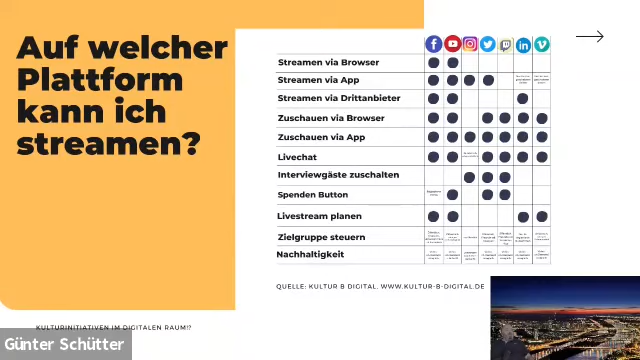 Auf welcher
Plattform
kann ich
streamen?
Streamen via Browser
Streamen via App
Streamen via Drittanbieter
Zuschauen via Browser
Zuschauen via App
Livechat
Interviewgäste zuschalten
Spenden Button
Livestream planen
Zielgruppe steuern
Nachhaltigkeit
QUELLE: KULTUR B DIGITAL. WWW.KULTUR-B-DIGITAL.DE
KULTURINITIATIVEN IM DIGITALEN RAUM!?
Günter Schütter